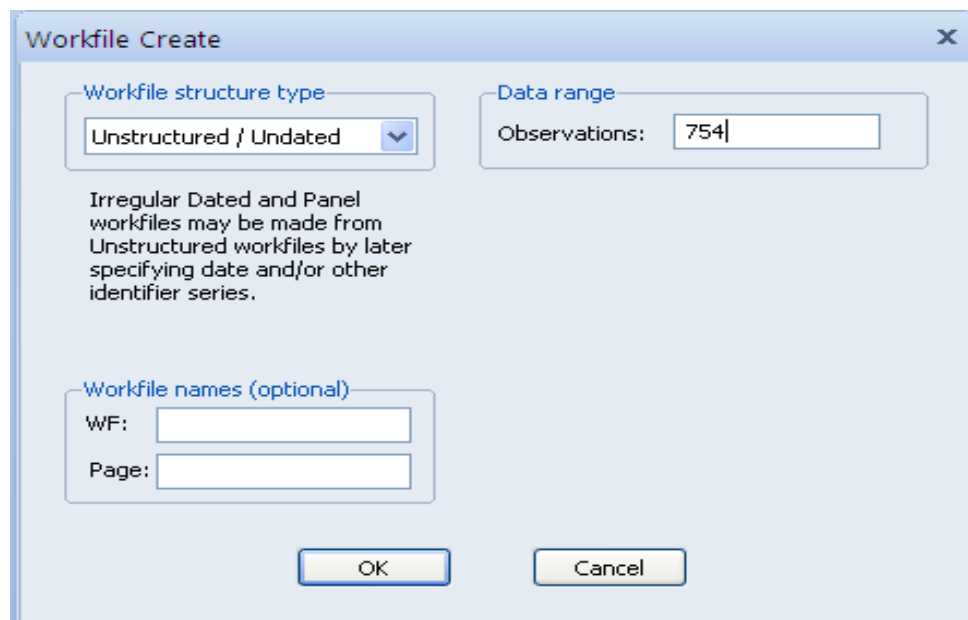 Workfile Create
Workfile structure type
Unstructured / Undated
Irregular Dated and Panel
workfiles may be made from
Unstructured workfiles by later
specifying date and/or other
identifier series.
Data range
Observations: 754
Workfile names (optional)
WF:
Page:
OK Cancel